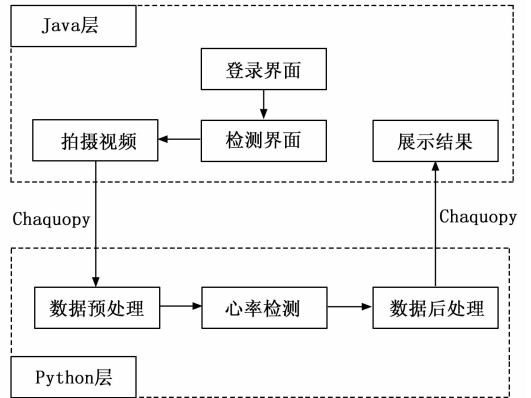 Java层
登录界面
拍摄视频
检测界面
展示结果
Chaquopy
Chaquopy
数据预处理
心率检测
数据后处理
Python层